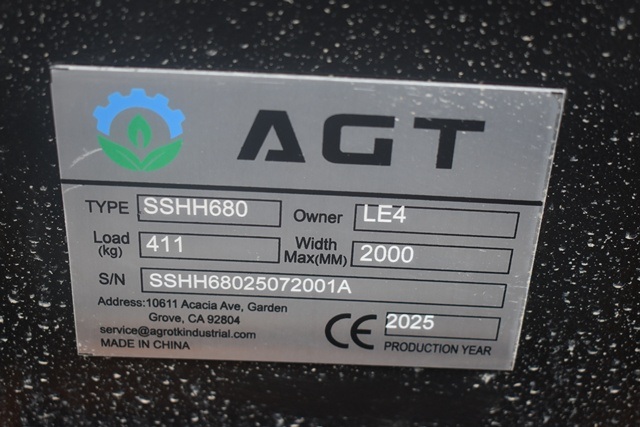 AGT
TYPE SSHH680 Owner LE4
Load (kg) 411 Width Max(MM) 2000
S/N SSHH68025072001A
Address:10611 Acacia Ave, Garden
Grove, CA 92804
service@agrotkindustrial.com
MADE IN CHINA
CE 2025
PRODUCTION YEAR